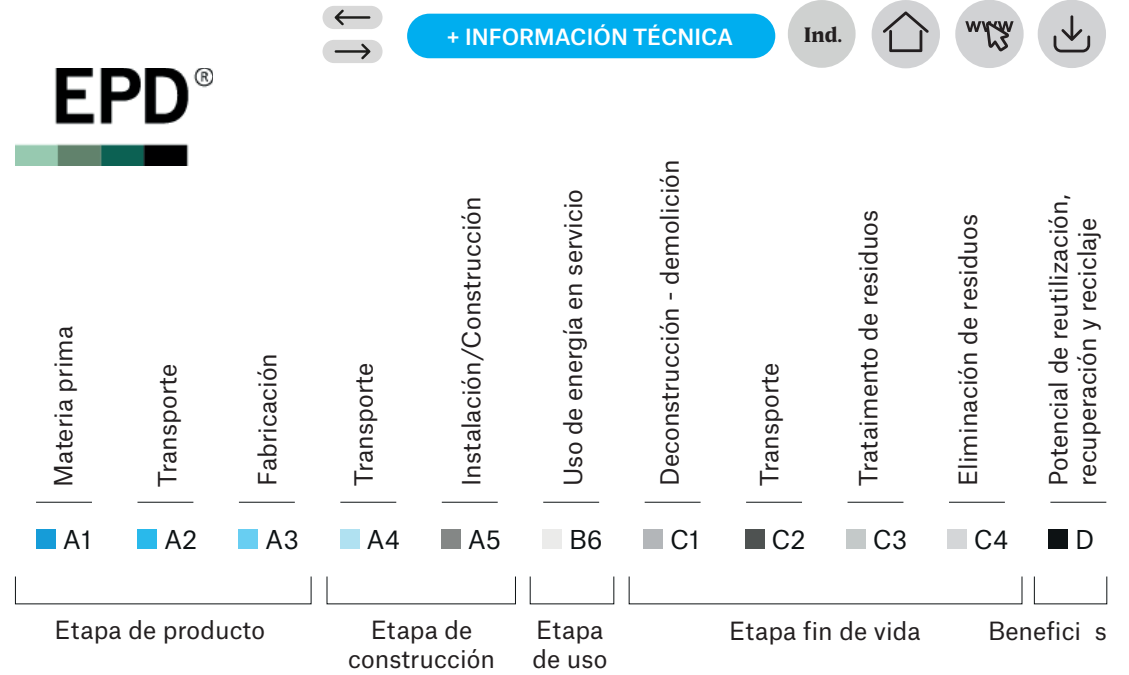 + INFORMACIÓN TÉCNICA
Ind.
www
EPD®
Materia prima
Transporte
Fabricación
Transporte
Instalación/Construcción
Uso de energía en servicio
Deconstrucción - demolición
Transporte
Trataimento de residuos
Eliminación de residuos
Potencial de reutilización,
recuperación y reciclaje
A1
A2
A3
A4
A5
B6
C1
C2
C3
C4
D
Etapa de producto
Etapa de
construcción
Etapa
de uso
Etapa fin de vida
Benefici s